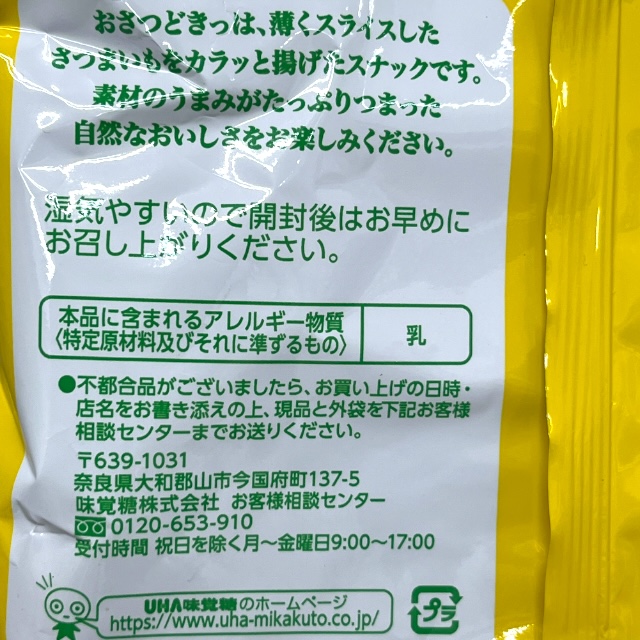 おさつどきっは、薄くスライスした
さつまいもをカラッと揚げたスナックです。
素材のうまみがたっぷりつまった
自然なおいしさをお楽しみください。
湿気やすいので開封後はお早めに
お召し上がりください。
本品に含まれるアレルギー物質
〈特定原材料及びそれに準ずるもの〉
乳
●不都合品がございましたら、お買い上げの日時・
店名をお書き添えの上、現品と外袋を下記お客様
相談センターまでお送りください。
〒639-1031
奈良県大和郡山市今国府町137-5
味覚糖株式会社 お客様相談センター
0120-653-910
受付時間 祝日を除く月〜金曜日9:00〜17:00
UHA味覚糖のホームページ
https://www.uha-mikakuto.co.jp/
プラ